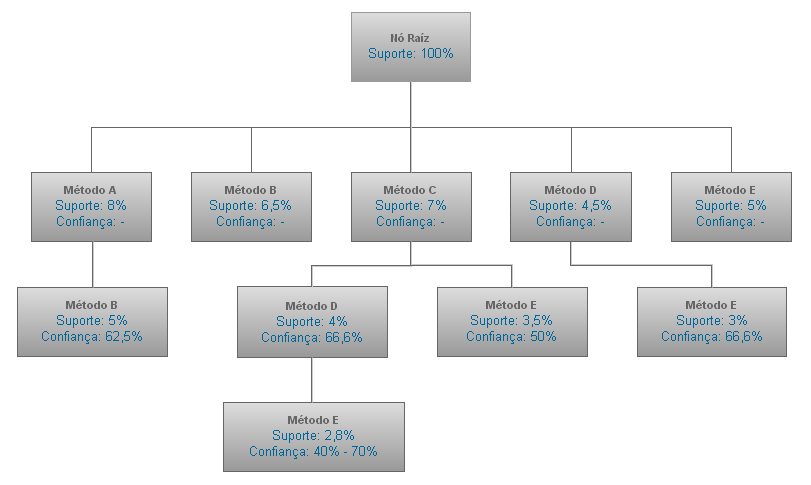 Nó Raíz
Suporte: 100%
Método A
Suporte: 8%
Confiança: -
Método B
Suporte: 6,5%
Confiança: -
Método C
Suporte: 7%
Confiança: -
Método D
Suporte: 4,5%
Confiança: -
Método E
Suporte: 5%
Confiança: -
Método B
Suporte: 5%
Confiança: 62,5%
Método D
Suporte: 4%
Confiança: 66,6%
Método E
Suporte: 3,5%
Confiança: 50%
Método E
Suporte: 3%
Confiança: 66,6%
Método E
Suporte: 2,8%
Confiança: 40% - 70%